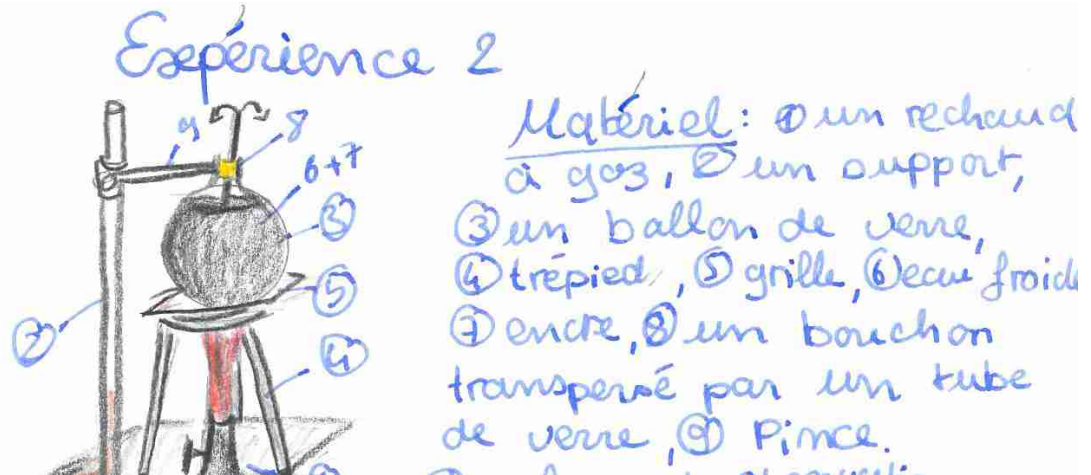 Expérience 2
Matériel: ① un rechaud
à gaz, ② un support,
③ un ballon de verre,
④ trépied, ⑤ grille, ⑥ eau froide
⑦ encre, ⑧ un bouchon
transpersé par un tube
de verre, ⑨ Pince.
9
8
6+7
③
⑤
②
④